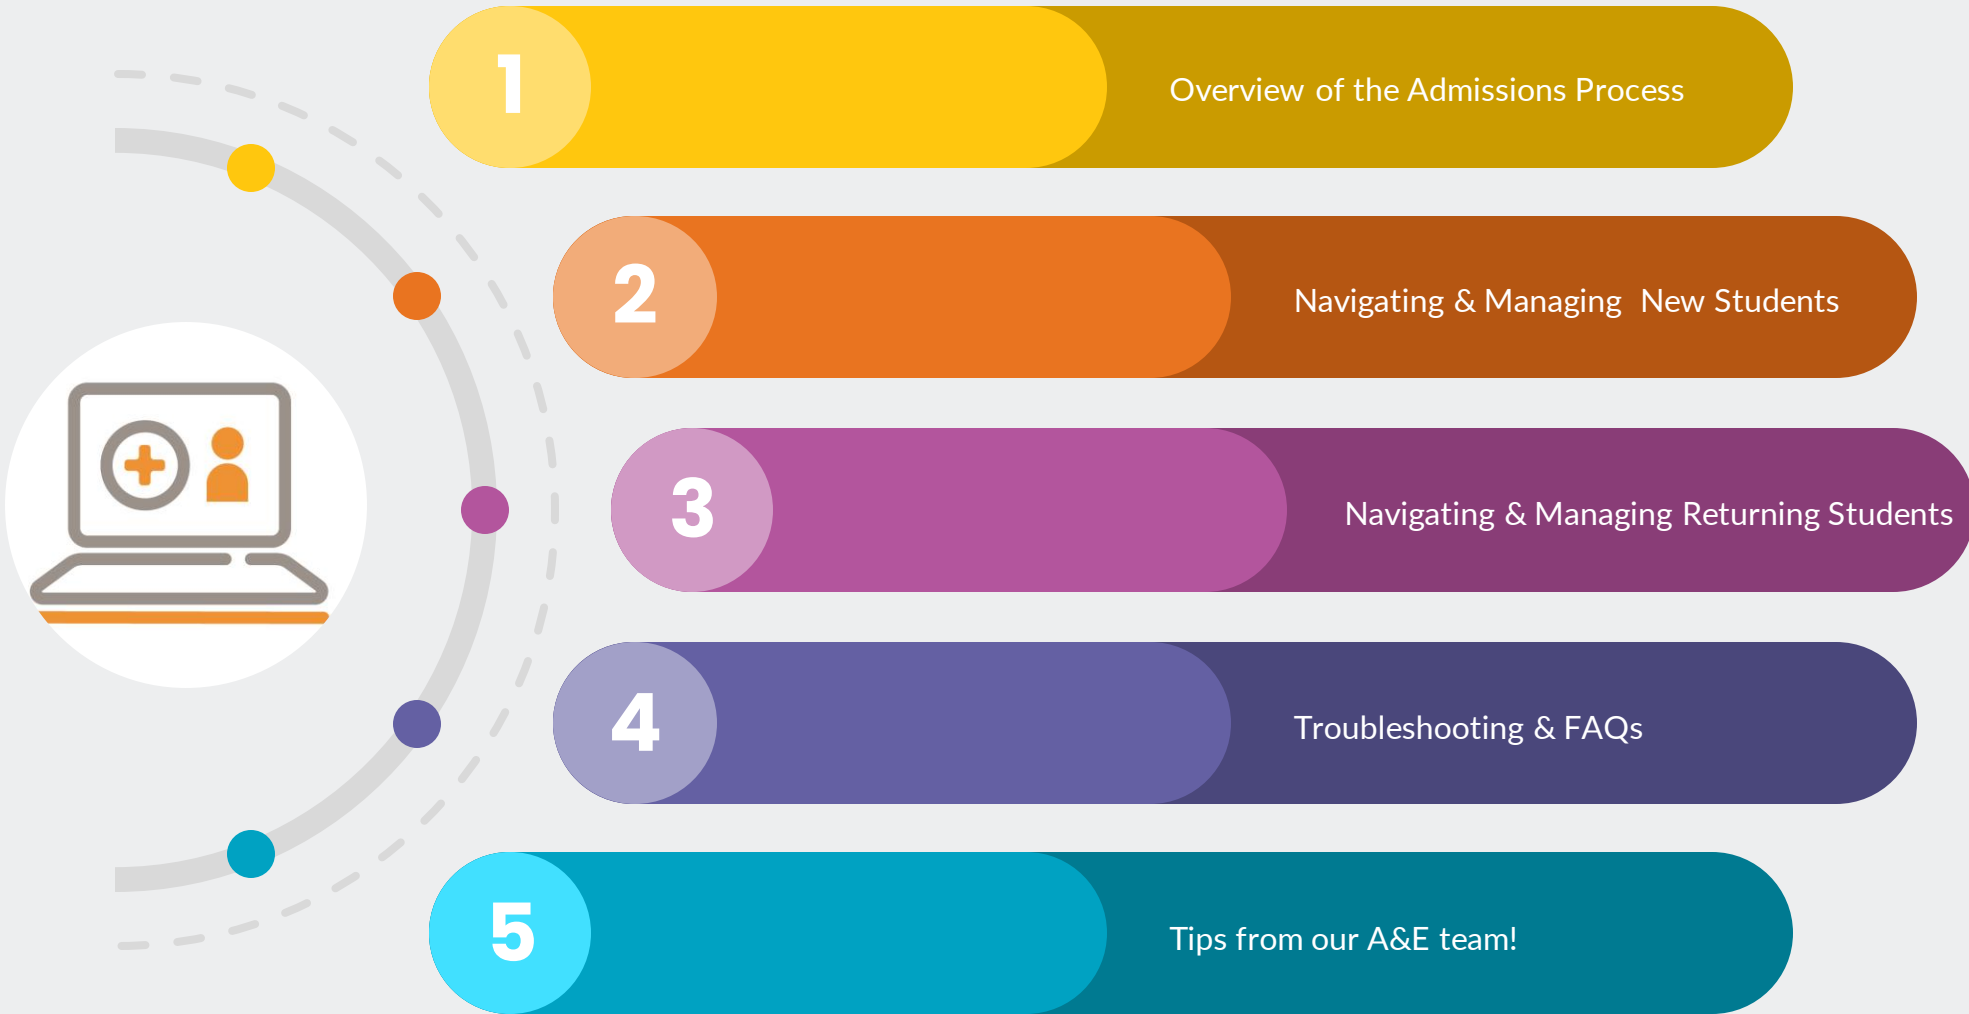 1
Overview of the Admissions Process
2
Navigating & Managing  New Students
3
Navigating & Managing Returning Students
4
Troubleshooting & FAQs
5
Tips from our A&E team!